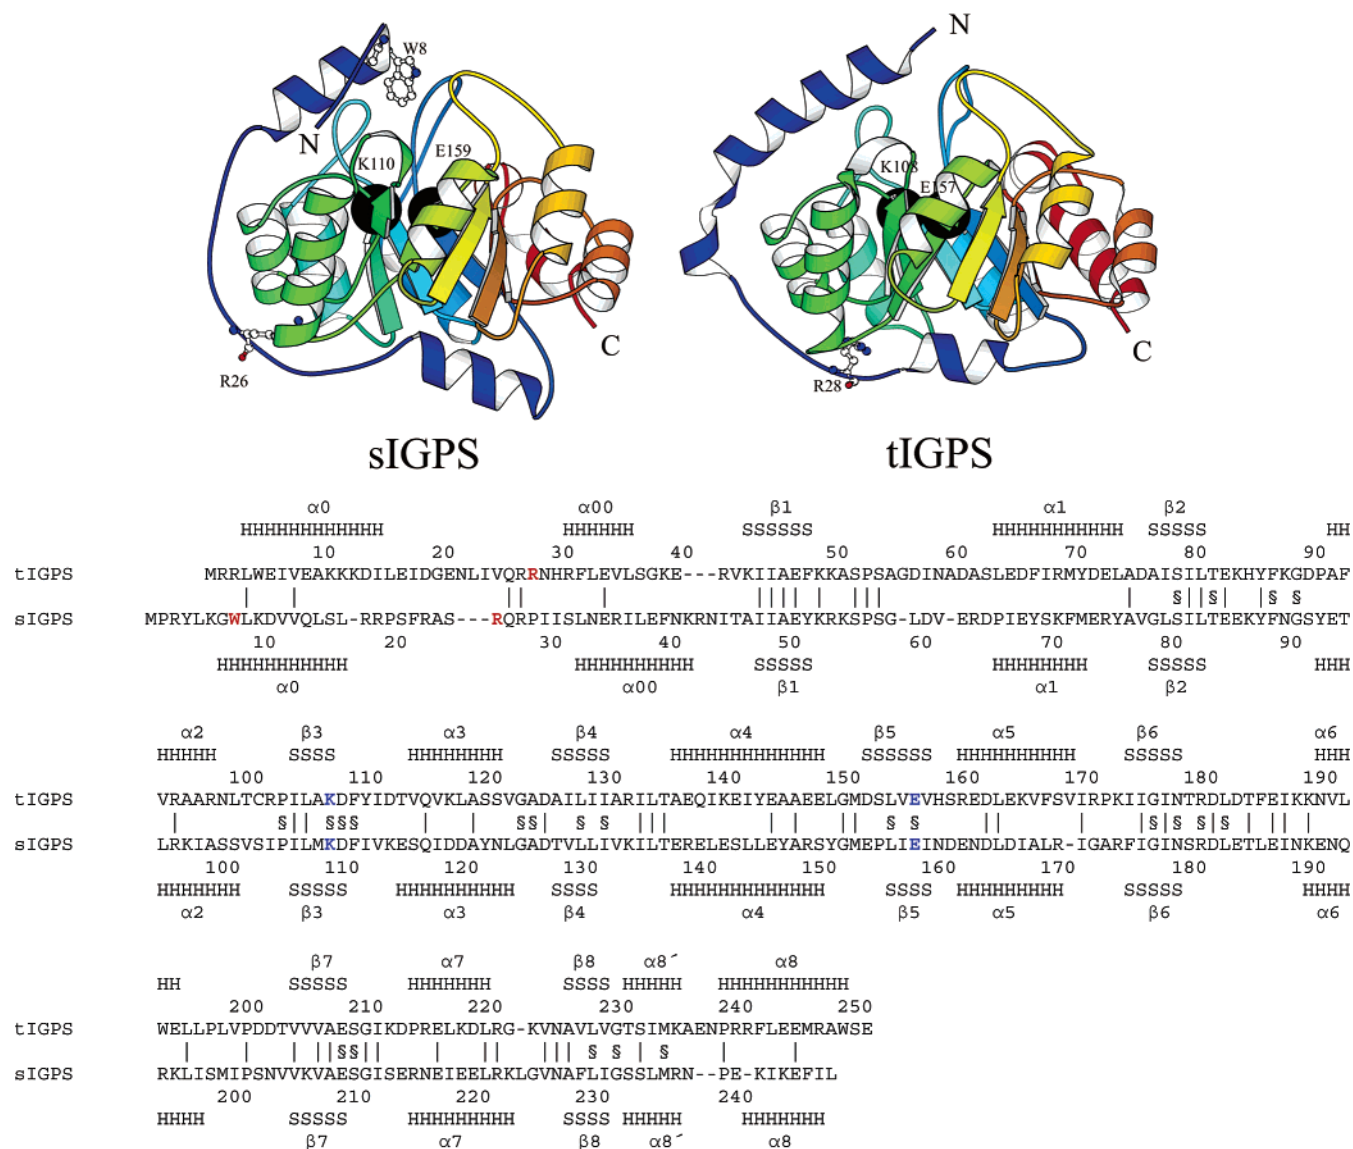 W8
N
N
K110
E159
K108
E157
C
C
R26
R28
sIGPS
tIGPS
α0 α00 β1 α1 β2
HHHHHHHHHHHHH HHHHHH SSSSSS HHHHHHHHHHHH SSSSS HH
10 20 30 40 50 60 70 80 90
tIGPS MRRLWEIVEAKKKDILEIDGENLIVQRRNHRFLEVLSGKE---RVKIIAEFKKASPSAGDINADASLEDFIRMYDELADAISILTEKHYFKGDPAF
| | || | |||| | ||| | §||§| |§ §
sIGPS MPRYLKGWLKDVVQLSL-RRPSFRAS---RQRPIISLNERILEFNKRNITAIIAEYKRKSPSG-LDV-ERDPIEYSKFMERYAVGLSILTEEKYFNGSYET
10 20 30 40 50 60 70 80 90
HHHHHHHHHHHH HHHHHHHHHHH SSSSS HHHHHHHHH SSSSS HHH
α0 α00 β1 α1 β2
α2 β3 α3 β4 α4 β5 α5 β6 α6
HHHHH SSSS HHHHHHHHH SSSSS HHHHHHHHHHHHHH SSSSSS HHHHHHHHHHH SSSSS HHH
100 110 120 130 140 150 160 170 180 190
tIGPS VRAARNLTCRPILAKDFYIDTVQVKLASSVGADAILIIARILTAEQIKEIYEAAEELGMDSLVEVHSREDLEKVFSVIRPKIIGINTRDLDTFEIKKNVL
| §|| §§§ | | §§| § § ||| | | || § § || | |§§ §|§ | || |
sIGPS LRKIASSVSIPILMKDFIVKESQIDDAYNLGADTVLLIVKILTERELESLLEYARSYGMEPLIEINDENDLDIALR-IGARFIGINSRDLETLEINKENQ
100 110 120 130 140 150 160 170 180 190
HHHHHHHH SSSSS HHHHHHHHHHH SSSS HHHHHHHHHHHHHH SSSS HHHHHHHHHH SSSSS HHHH
α2 β3 α3 β4 α4 β5 α5 β6 α6
β7 α7 β8 α8´ α8
HH SSSSS HHHHHHH SSSS HHHHH HHHHHHHHHHHH
200 210 220 230 240 250
tIGPS WELLPLVPDDTVVVAESGIKDPRELKDLRG-KVNAVLVGTSIMKAENPRRFLEEMRAWSE
| | | ||§§|| | || ||| § § | § | |
sIGPS RKLISMIPSNVVKVAESGISERNEIEELRKLGVNAFLIGSSLMRN--PE-KIKEFIL
200 210 220 230 240
HHHH SSSSS HHHHHHHHH SSSS HHHHH HHHHHHH
β7 α7 β8 α8´ α8